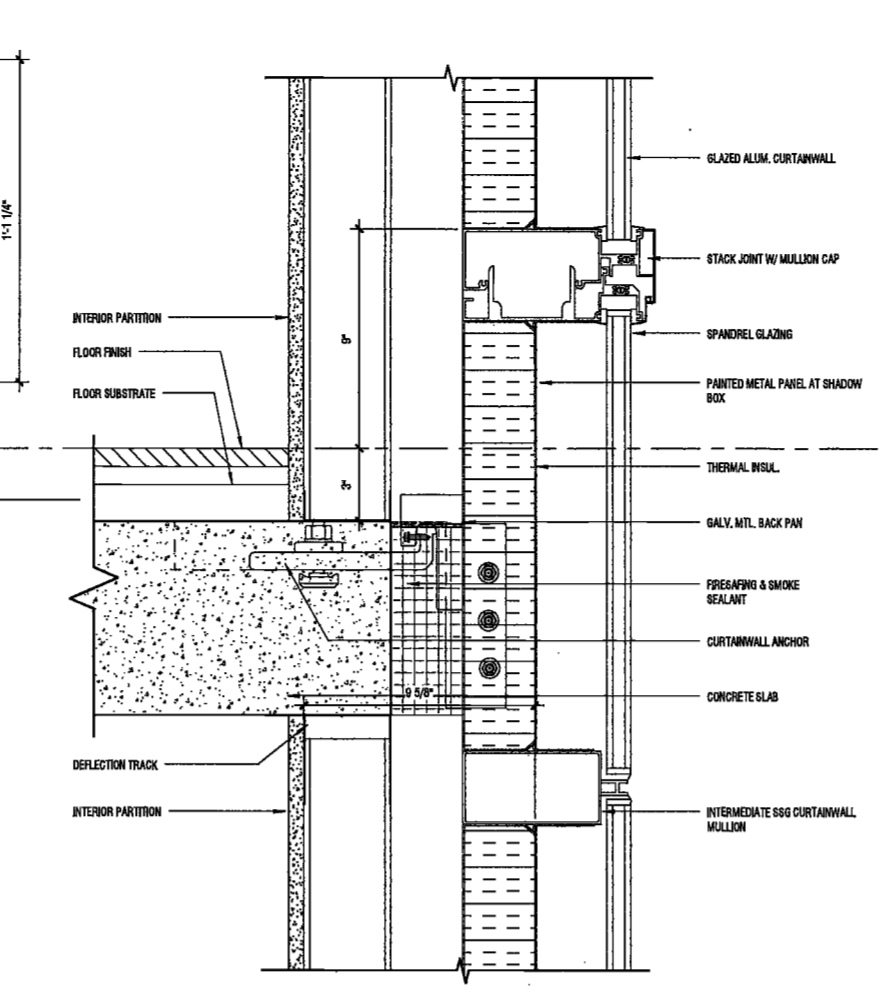 1'-1 1/4"
GLAZED ALUM. CURTAINWALL
STACK JOINT W/ MULLION CAP
INTERIOR PARTITION
9"
SPANDREL GLAZING
FLOOR FINISH
PAINTED METAL PANEL AT SHADOW
BOX
FLOOR SUBSTRATE
THERMAL INSUL.
3"
GALV. MTL. BACK PAN
FIRESAFING & SMOKE
SEALANT
CURTAINWALL ANCHOR
9 5/8"
CONCRETE SLAB
DEFLECTION TRACK
INTERIOR PARTITION
INTERMEDIATE SSG CURTAINWALL
MULLION